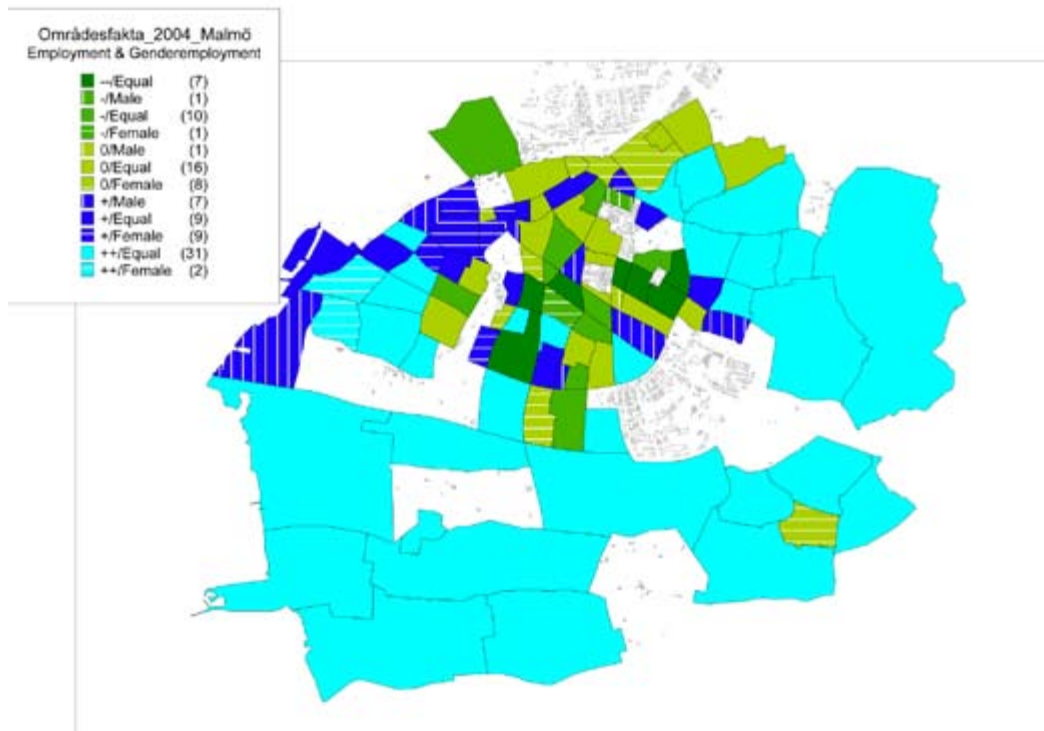 Områdesfakta_2004_Malmö
Employment & Genderemployment
--/Equal (7)
-/Male (1)
-/Equal (10)
-/Female (1)
0/Male (1)
0/Equal (16)
0/Female (8)
+/Male (7)
+/Equal (9)
+/Female (9)
++/Equal (31)
++/Female (2)